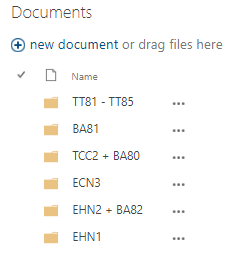 Documents
new document or drag files here
Name
TT81 - TT85
BA81
TCC2 + BA80
ECN3
EHN2 + BA82
EHN1